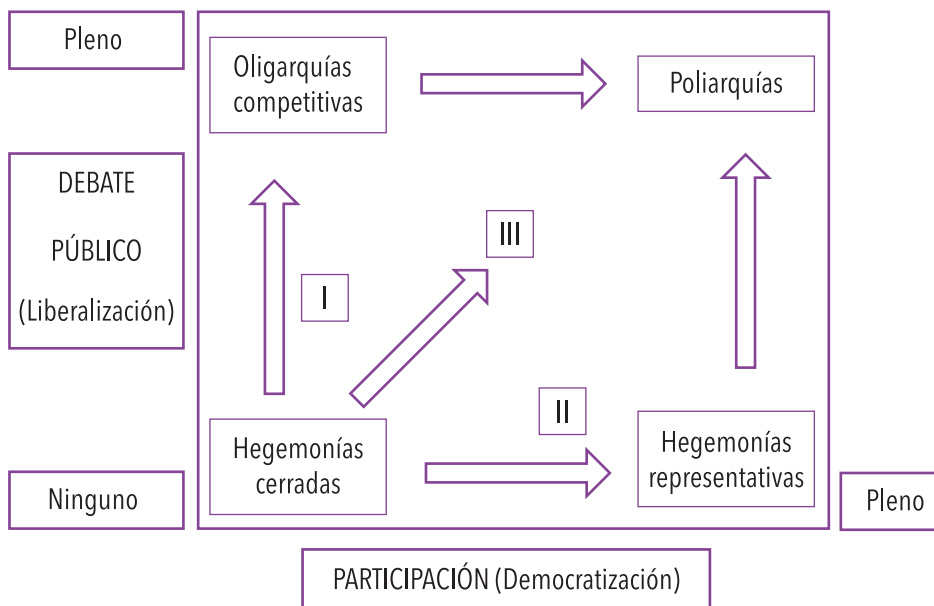 Pleno
Oligarquías
competitivas
Poliarquías
DEBATE
PÚBLICO
(Liberalización)
III
I
II
Hegemonías
cerradas
Hegemonías
representativas
Ninguno
Pleno
PARTICIPACIÓN (Democratización)